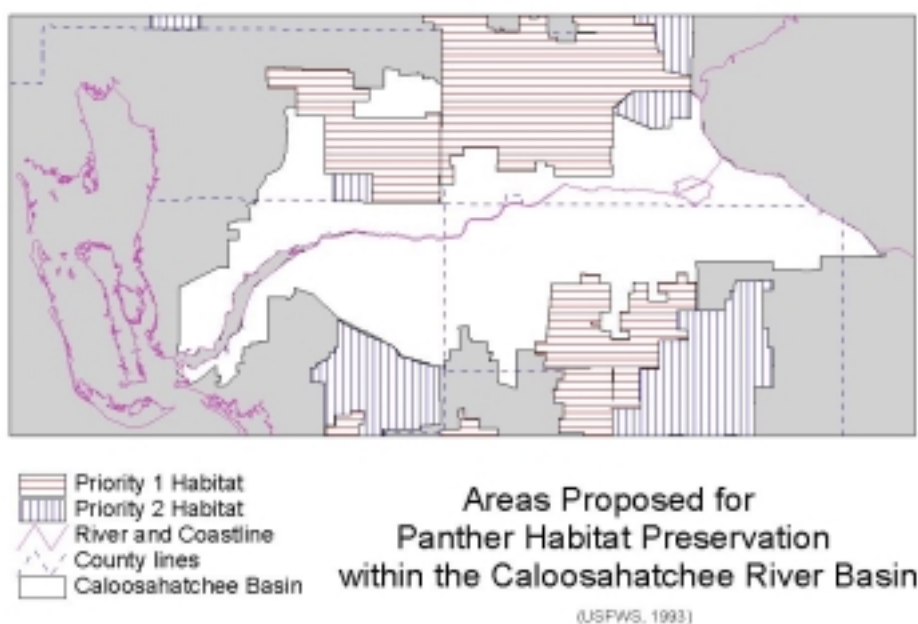 Priority 1 Habitat
Priority 2 Habitat
River and Coastline
County lines
Caloosahatchee Basin
Areas Proposed for
Panther Habitat Preservation
within the Caloosahatchee River Basin
(USFWS, 1993)